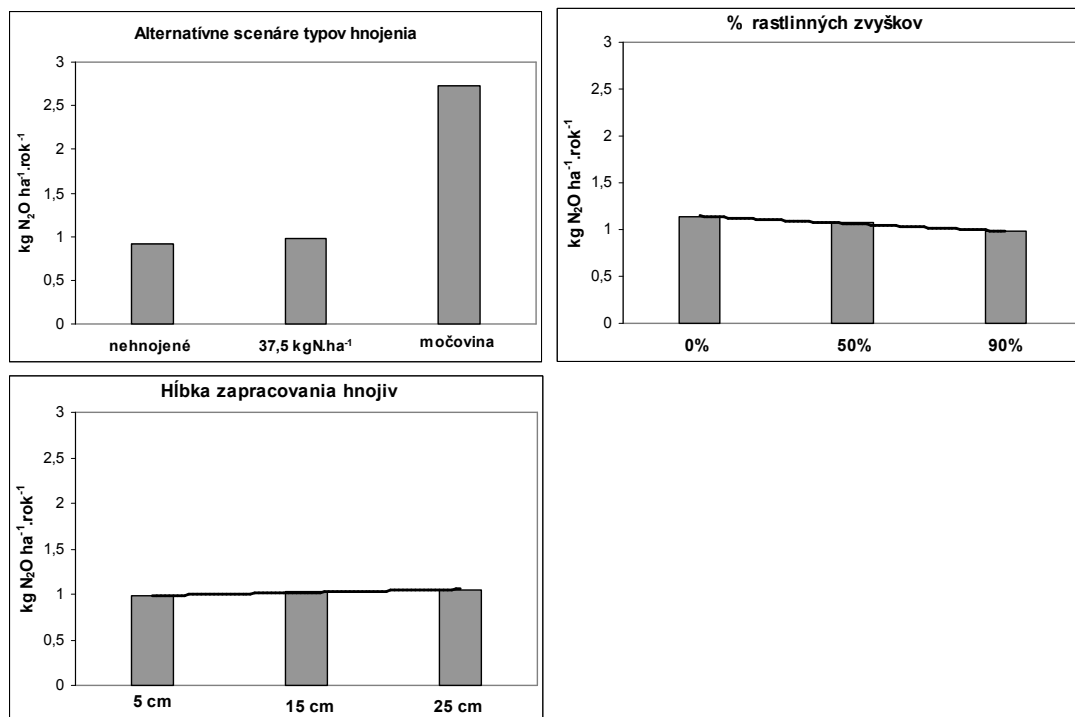 Alternatívne scenáre typov hnojenia
kg N₂O ha⁻¹.rok⁻¹
3
2,5
2
1,5
1
0,5
0
nehnojené 37,5 kgN.ha⁻¹ močovina
% rastlinných zvyškov
kg N₂O ha⁻¹.rok⁻¹
3
2,5
2
1,5
1
0,5
0
0% 50% 90%
Hĺbka zapracovania hnojiv
kg N₂O ha⁻¹.rok⁻¹
3
2,5
2
1,5
1
0,5
0
5 cm 15 cm 25 cm